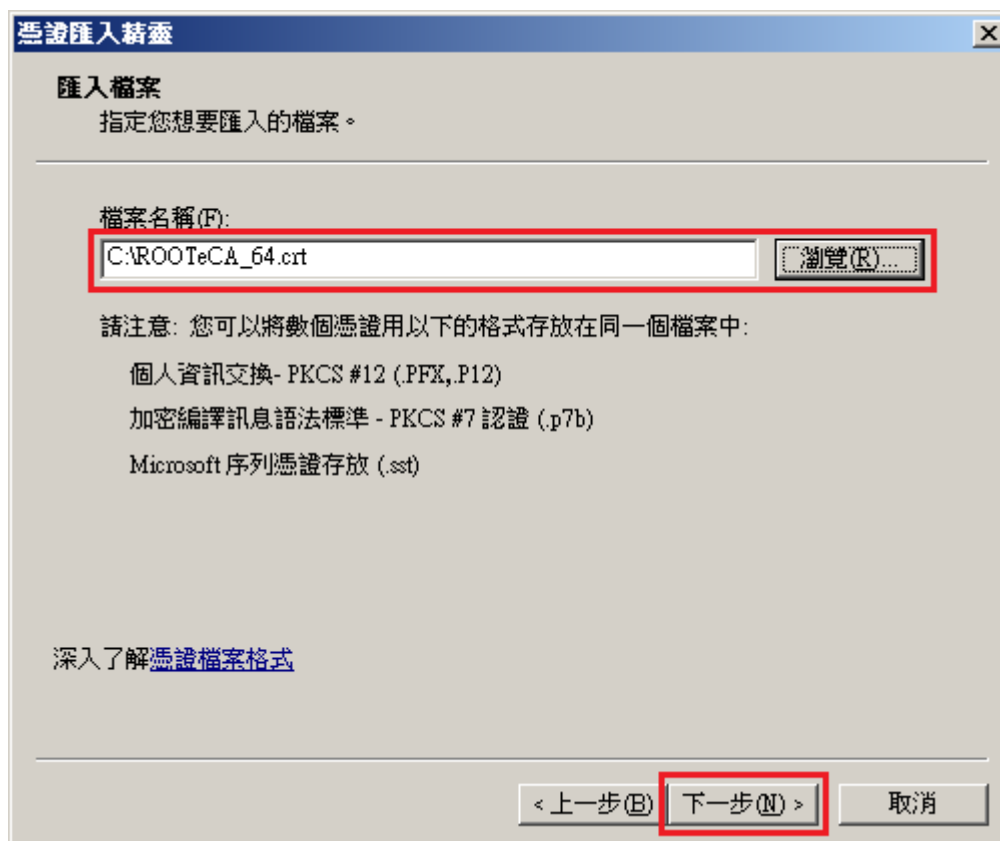 憑證匯入精靈
匯入檔案
指定您想要匯入的檔案。
檔案名稱(F):
C:\ROOTeCA_64.crt
瀏覽(R)...
請注意: 您可以將數個憑證用以下的格式存放在同一個檔案中:
個人資訊交換- PKCS #12 (.PFX,.P12)
加密編譯訊息語法標準 - PKCS #7 認證 (.p7b)
Microsoft 序列憑證存放 (.sst)
深入了解憑證檔案格式
< 上一步(B)
下一步(N) >
取消